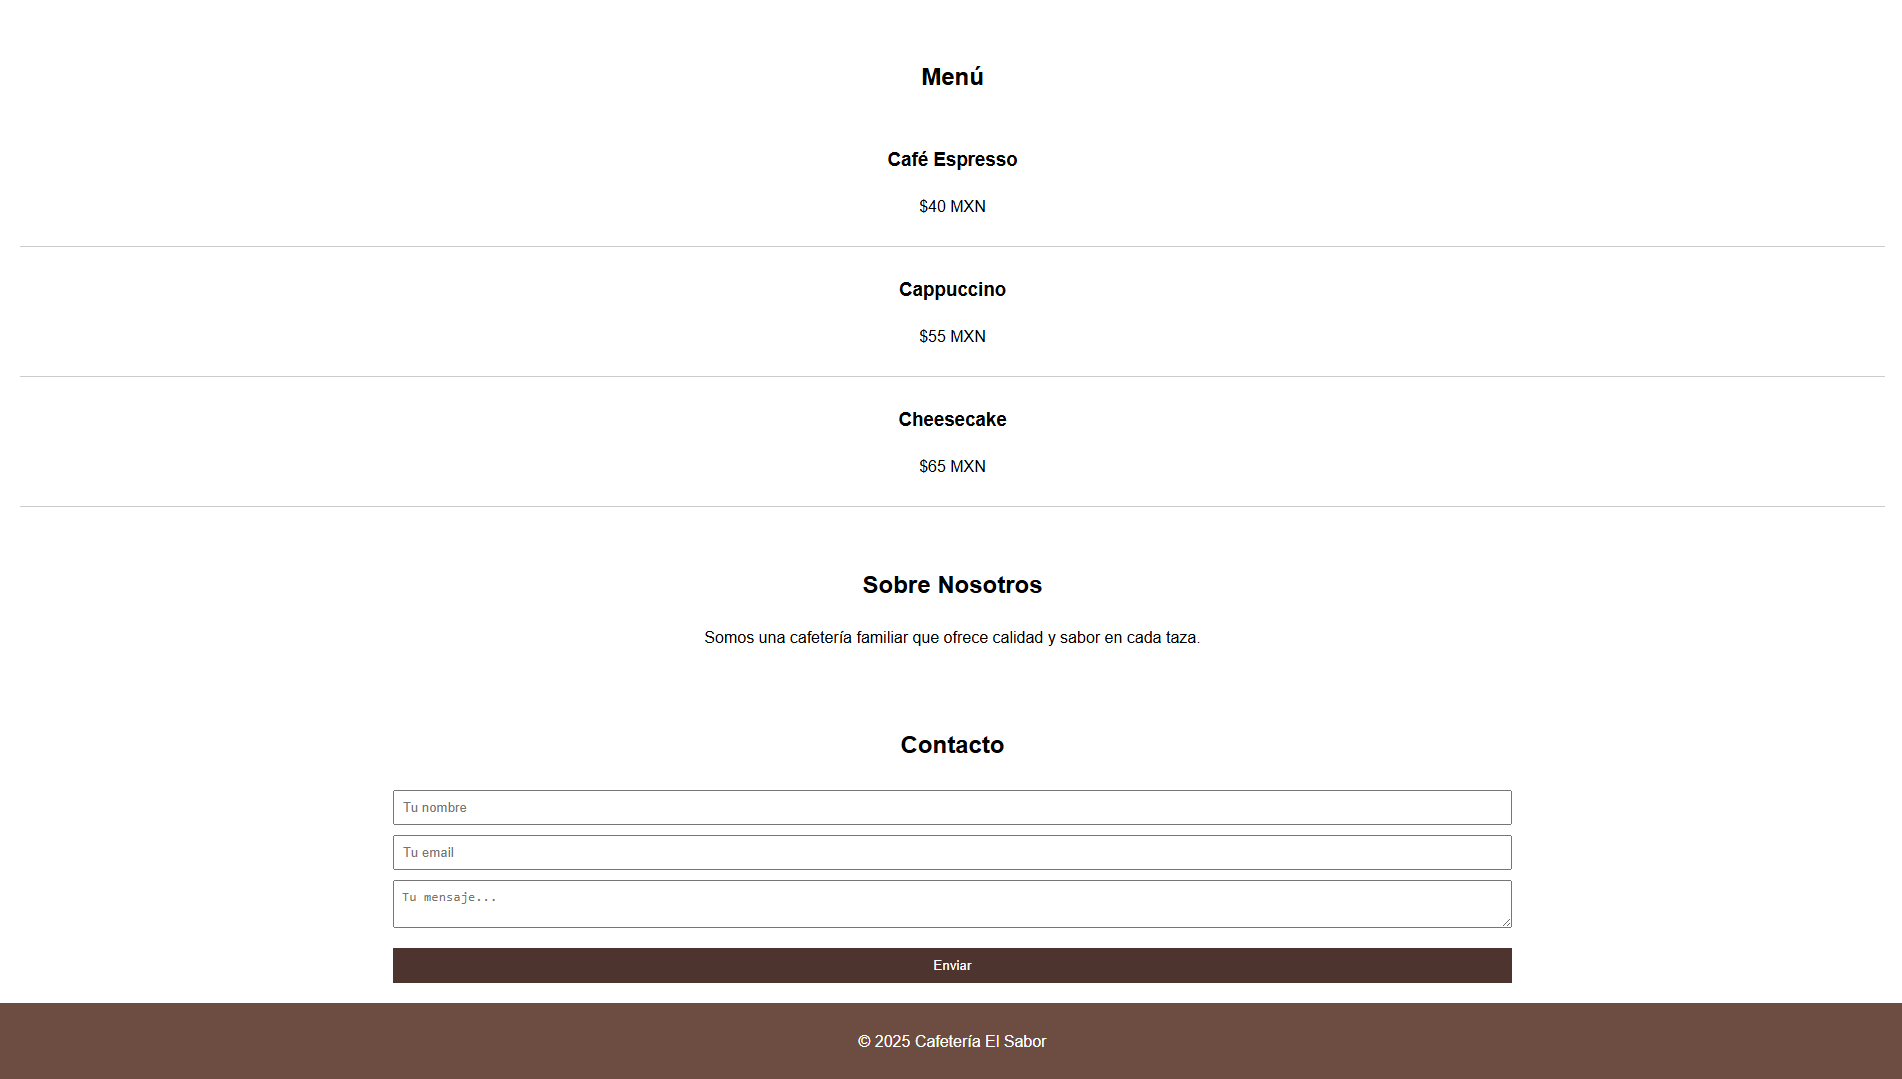 Menú
Café Espresso
$40 MXN
Cappuccino
$55 MXN
Cheesecake
$65 MXN
Sobre Nosotros
Somos una cafetería familiar que ofrece calidad y sabor en cada taza.
Contacto
Tu nombre
Tu email
Tu mensaje...
Enviar
© 2025 Cafetería El Sabor